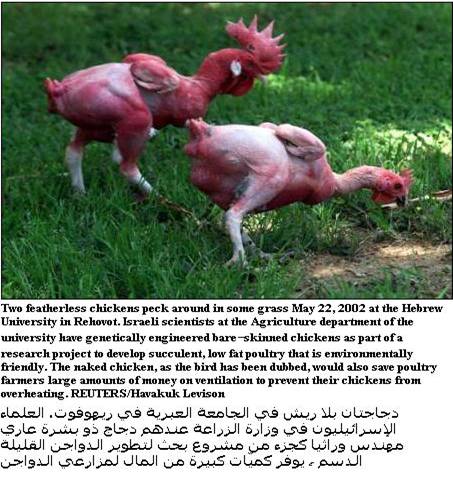 Two featherless chickens peck around in some grass May 22, 2002 at the Hebrew
University in Rehovot. Israeli scientists at the Agriculture department of the
university have genetically engineered bare-skinned chickens as part of a
research project to develop succulent, low fat poultry that is environmentally
friendly. The naked chicken, as the bird has been dubbed, would also save poultry
farmers large amounts of money on ventilation to prevent their chickens from
overheating. REUTERS/Havakuk Levison
دجاجتان بلا ريش في الجامعة العبرية في ريهوفوت. العلماء
الإسرائيليون في وزارة الزراعة عندهم دجاج ذو بشرة عاري
مهندس وراثيا كجزء من مشروع بحث لتطوير الدواجن القليلة
الدسم ، يوفر كميات كبيرة من المال لمزارعي الدواجن